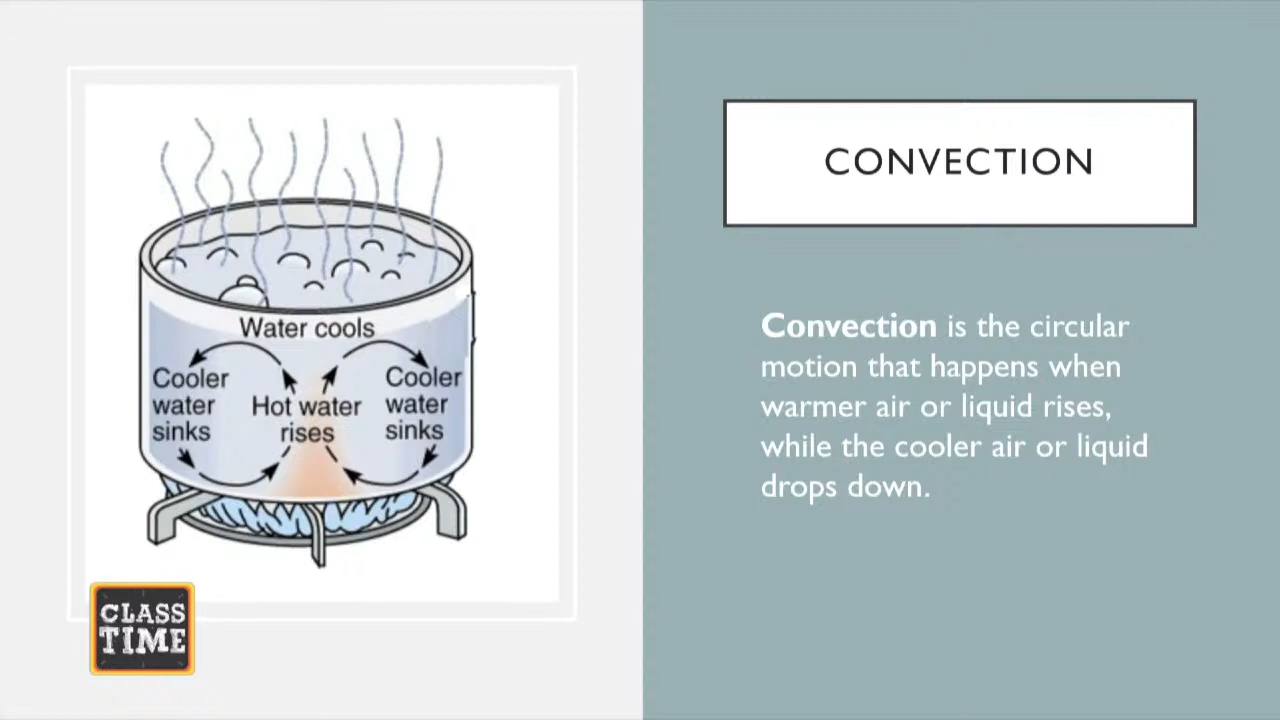 Water cools
Cooler
water
sinks
Hot water
rises
Cooler
water
sinks
CLASS
TIME
CONVECTION
Convection is the circular
motion that happens when
warmer air or liquid rises,
while the cooler air or liquid
drops down.